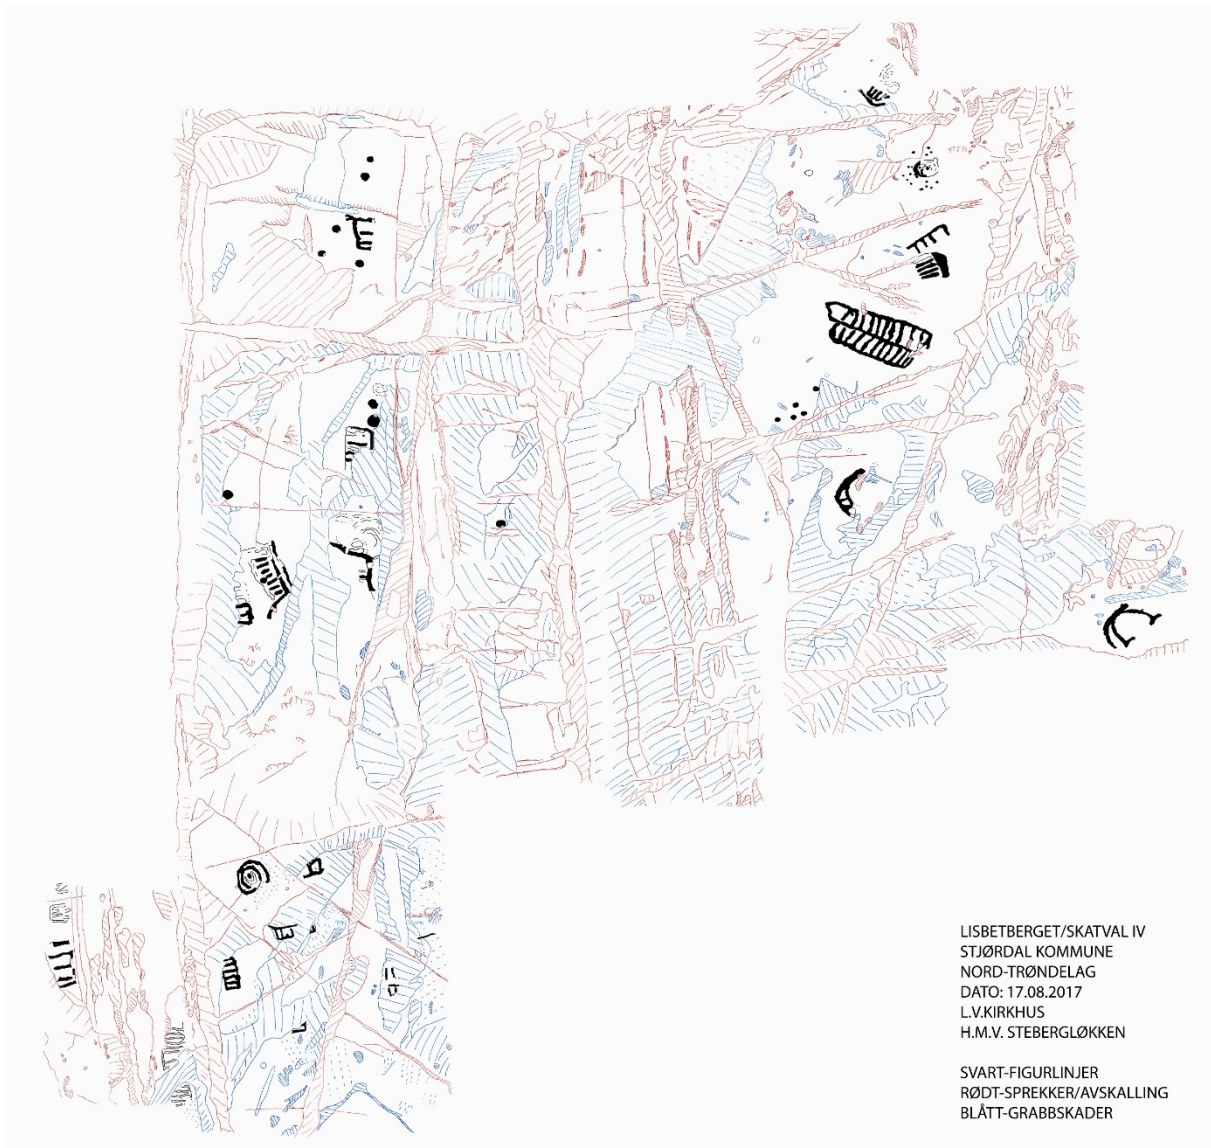 LISBETBERGET/SKATVAL IV
STJØRDAL KOMMUNE
NORD-TRØNDELAG
DATO: 17.08.2017
L.V.KIRKHUS
H.M.V. STEBERGLØKKEN
SVART-FIGURLINJER
RØDT-SPREKKER/AVSKALLING
BLÅTT-GRABBSKADER